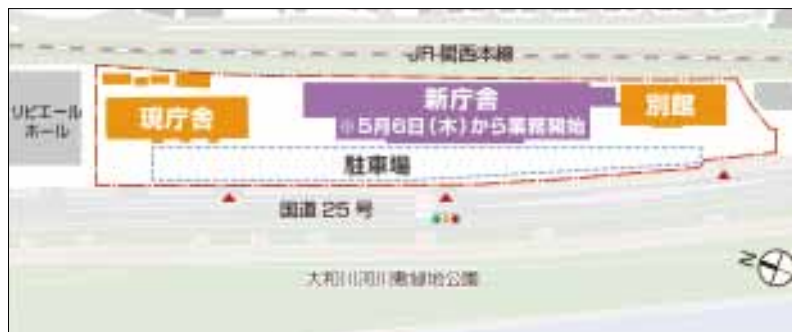 JR関西本線
リビエール
ホール
現庁舎
新庁舎
※5月6日(木)から業務開始
別館
駐車場
国道25号
大和川河川敷緑地公園
N